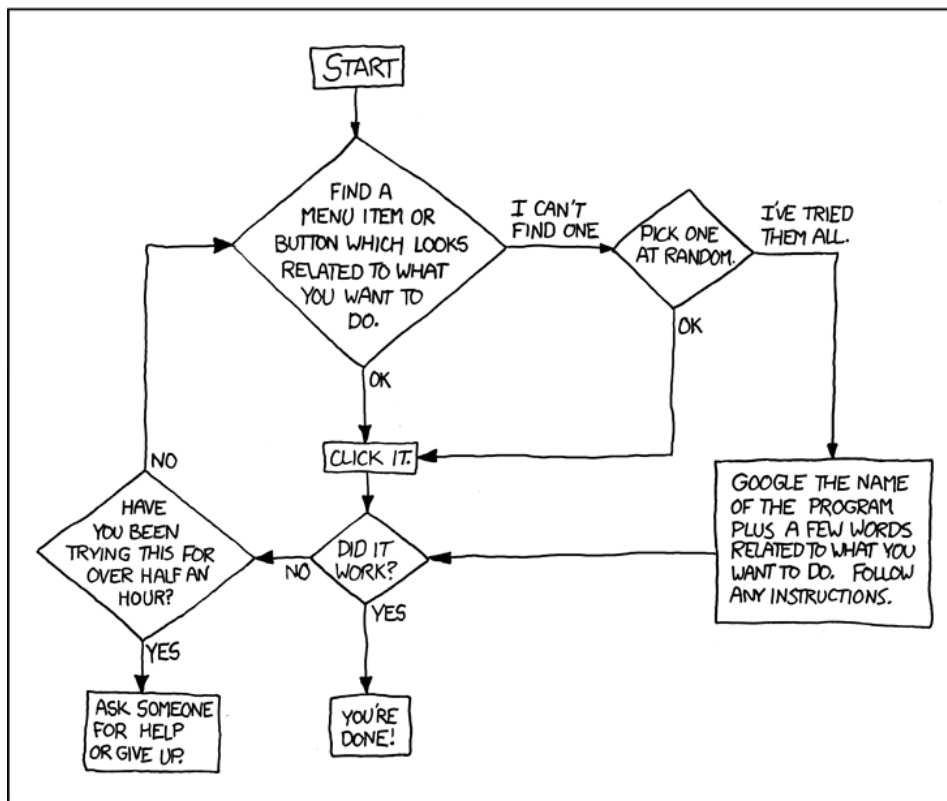 START
FIND A
MENU ITEM OR
BUTTON WHICH LOOKS
RELATED TO WHAT
YOU WANT TO
DO.
I CAN'T
FIND ONE
PICK ONE
AT RANDOM.
I'VE TRIED
THEM ALL.
OK
OK
CLICK IT.
NO
HAVE
YOU BEEN
TRYING THIS FOR
OVER HALF AN
HOUR?
NO
DID IT
WORK?
GOOGLE THE NAME
OF THE PROGRAM
PLUS A FEW WORDS
RELATED TO WHAT YOU
WANT TO DO. FOLLOW
ANY INSTRUCTIONS.
YES
YES
ASK SOMEONE
FOR HELP
OR GIVE UP.
YOU'RE
DONE!